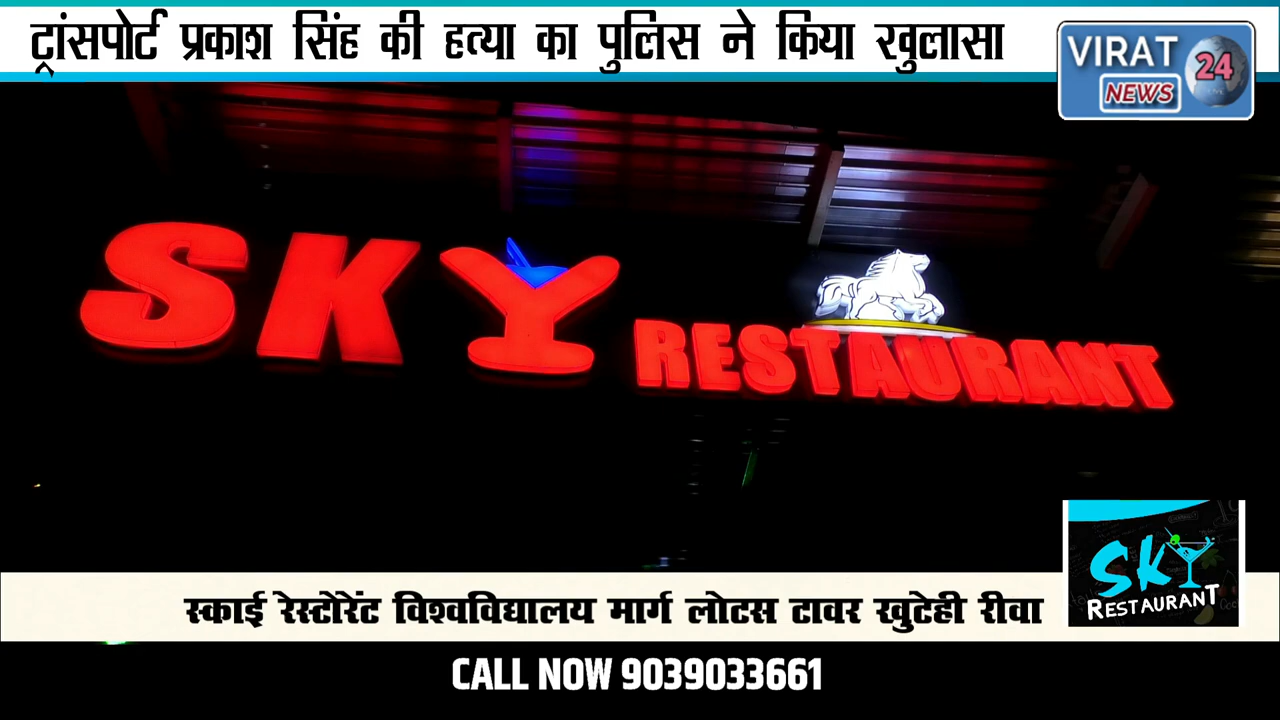 ट्रांसपोर्ट प्रकाश सिंह की हत्या का पुलिस ने किया खुलासा
VIRAT
24
NEWS
SKY
RESTAURANT
SKY
RESTAURANT
स्काई रेस्टोरेंट विश्वविद्यालय मार्ग लोटस टावर खुटेही रीवा
CALL NOW 9039033661